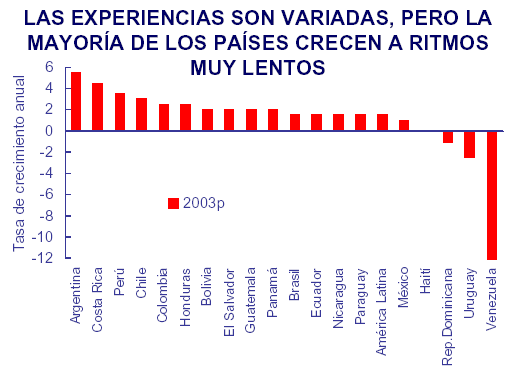 LAS EXPERIENCIAS SON VARIADAS, PERO LA
MAYORÍA DE LOS PAÍSES CRECEN A RITMOS
MUY LENTOS
Tasa de crecimiento anual
6
4
2
0
-2
-4
-6
-8
-10
-12
2003p
Argentina
Costa Rica
Perú
Chile
Colombia
Honduras
Bolivia
El Salvador
Guatemala
Panamá
Brasil
Ecuador
Nicaragua
Paraguay
América Latina
México
Haití
Rep.Dominicana
Uruguay
Venezuela